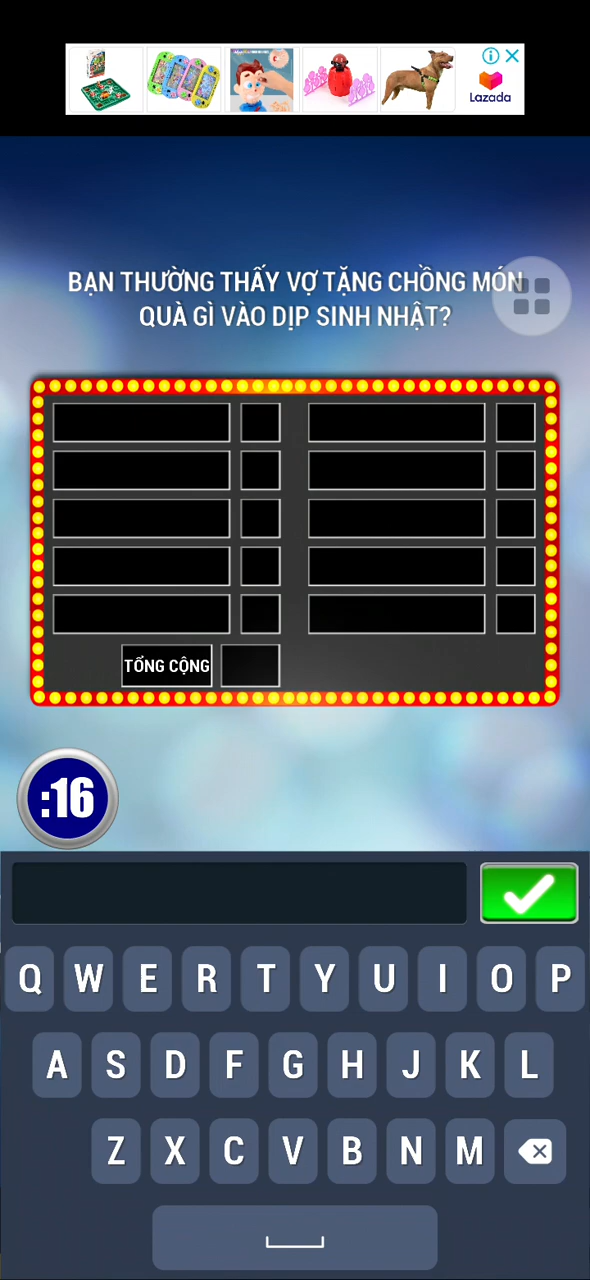 Lazada
BẠN THƯỜNG THẤY VỢ TẶNG CHỒNG MÓN
QUÀ GÌ VÀO DỊP SINH NHẬT?
TỔNG CỘNG
:16
Q W E R T Y U I O P
A S D F G H J K L
Z X C V B N M